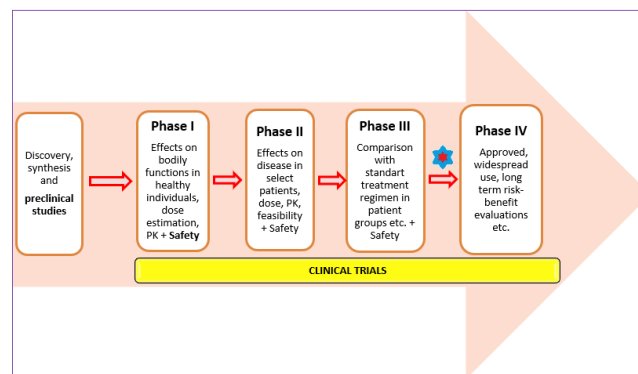 Discovery,
synthesis
and
preclinical
studies
Phase I
Effects on
bodily
functions in
healthy
individuals,
dose
estimation,
PK + Safety
Phase II
Effects on
disease in
select
patients,
dose, PK,
feasibility
+ Safety
Phase III
Comparison
with
standart
treatment
regimen in
patient
groups etc. +
Safety
Phase IV
Approved,
widespread
use, long
term risk-
benefit
evaluations
etc.
CLINICAL TRIALS